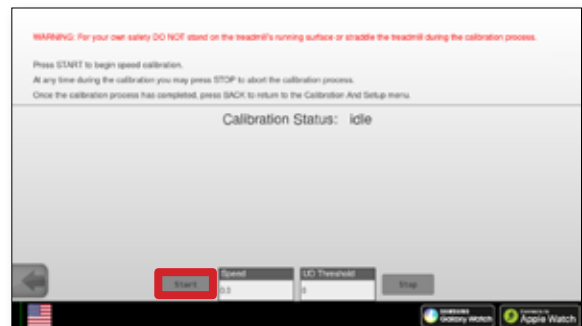 WARNING: For your own safety DO NOT stand on the treadmill's running surface or straddle the treadmill during the calibration process.
Press START to begin speed calibration.
At any time during the calibration you may press STOP to abort the calibration process.
Once the calibration process has completed, press BACK to return to the Calibration And Setup menu.
Calibration Status: idle
Start
Speed
0.0
UD Threshold
0
Stop
SAMSUNG
Galaxy Watch
Connects to
Apple Watch